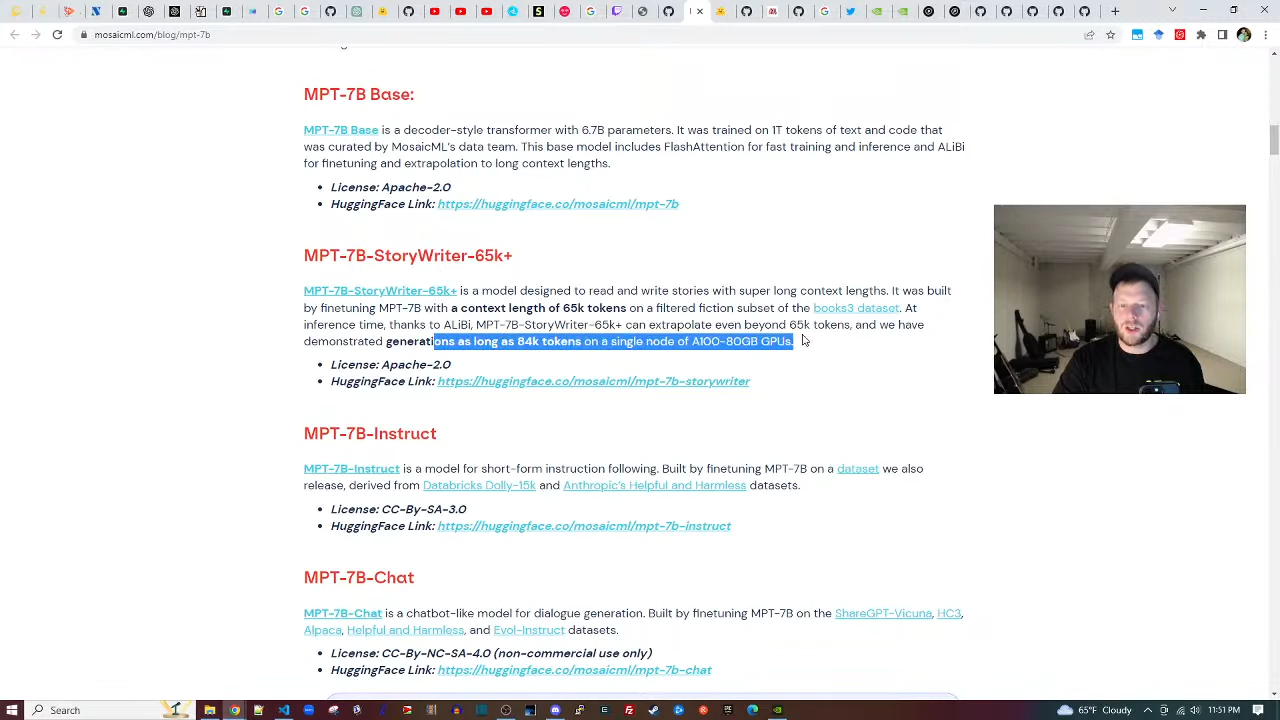 mosaicml.com/blog/mpt-7b
MPT-7B Base:
MPT-7B Base is a decoder-style transformer with 6.7B parameters. It was trained on 1T tokens of text and code that
was curated by MosaicML's data team. This base model includes FlashAttention for fast training and inference and ALiBi
for finetuning and extrapolation to long context lengths.
• License: Apache-2.0
• HuggingFace Link: https://huggingface.co/mosaicml/mpt-7b
MPT-7B-StoryWriter-65k+
MPT-7B-StoryWriter-65k+ is a model designed to read and write stories with super long context lengths. It was built
by finetuning MPT-7B with a context length of 65k tokens on a filtered fiction subset of the books3 dataset. At
inference time, thanks to ALiBi, MPT-7B-StoryWriter-65k+ can extrapolate even beyond 65k tokens, and we have
demonstrated generations as long as 84k tokens on a single node of A100-80GB GPUs.
• License: Apache-2.0
• HuggingFace Link: https://huggingface.co/mosaicml/mpt-7b-storywriter
MPT-7B-Instruct
MPT-7B-Instruct is a model for short-form instruction following. Built by finetuning MPT-7B on a dataset we also
release, derived from Databricks Dolly-15k and Anthropic's Helpful and Harmless datasets.
• License: CC-By-SA-3.0
• HuggingFace Link: https://huggingface.co/mosaicml/mpt-7b-instruct
MPT-7B-Chat
MPT-7B-Chat is a chatbot-like model for dialogue generation. Built by finetuning MPT-7B on the ShareGPT-Vicuna, HC3,
Alpaca, Helpful and Harmless, and Evol-Instruct datasets.
• License: CC-By-NC-SA-4.0 (non-commercial use only)
• HuggingFace Link: https://huggingface.co/mosaicml/mpt-7b-chat
Search
66°F Cloudy
11:51 PM